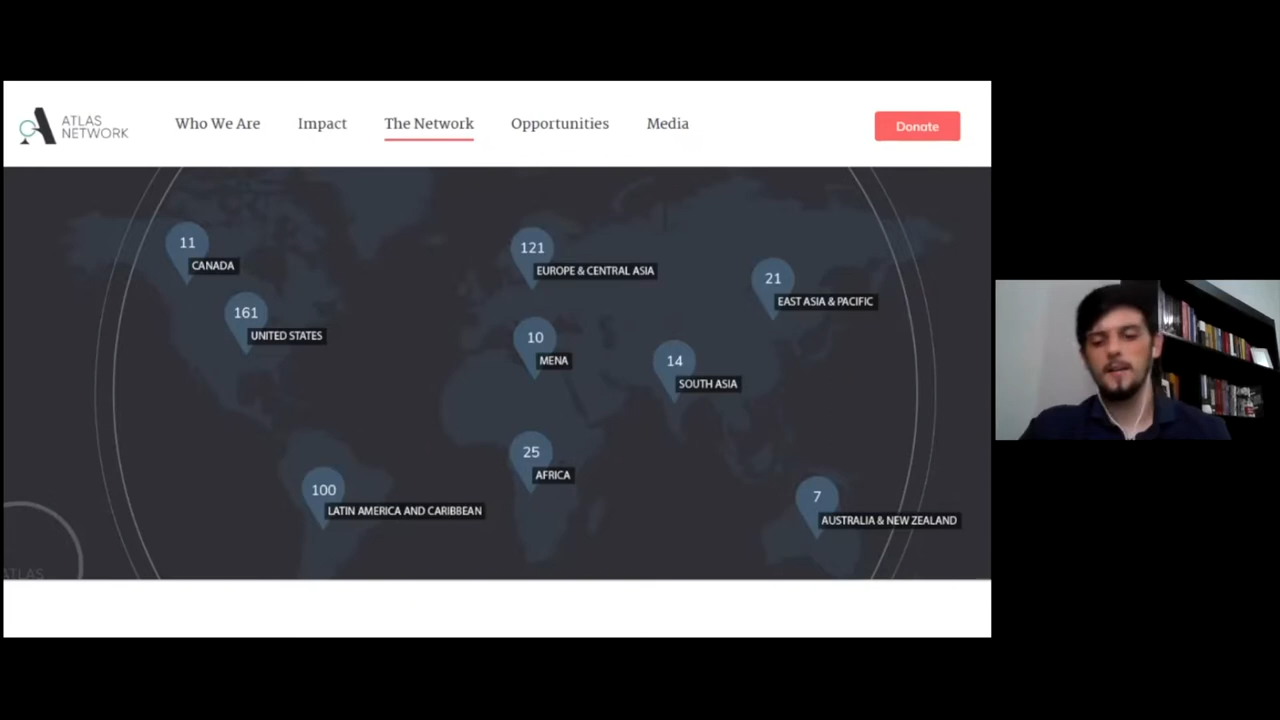 ATLAS
NETWORK
Who We Are
Impact
The Network
Opportunities
Media
Donate
11
CANADA
161
UNITED STATES
121
EUROPE & CENTRAL ASIA
21
EAST ASIA & PACIFIC
10
MENA
14
SOUTH ASIA
25
AFRICA
100
LATIN AMERICA AND CARIBBEAN
7
AUSTRALIA & NEW ZEALAND
ATLAS